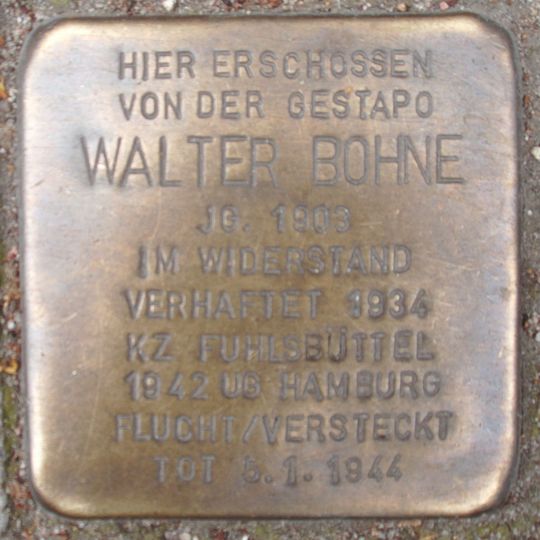 HIER ERSCHOSSEN
VON DER GESTAPO
WALTER BOHNE
JG. 1903
IM WIDERSTAND
VERHAFTET 1934
KZ FUHLSBÜTTEL
1942 UG HAMBURG
FLUCHT/VERSTECKT
TOT 5.1.1944